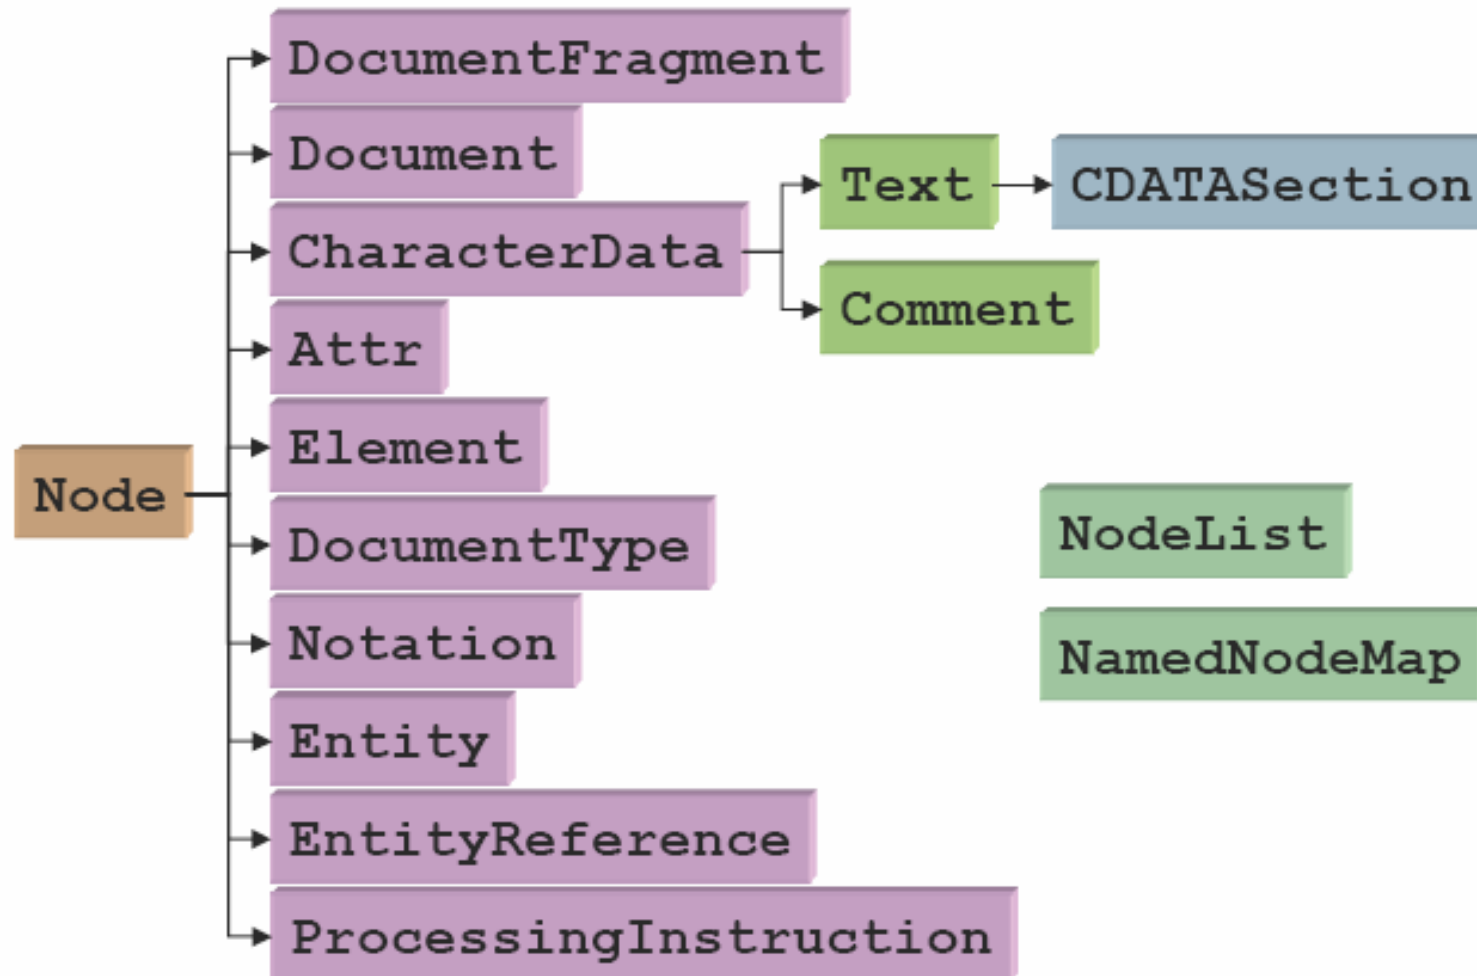 DocumentFragment
Document
CharacterData
Text
CDATASection
Comment
Attr
Element
Node
DocumentType
Notation
Entity
EntityReference
ProcessingInstruction
NodeList
NamedNodeMap